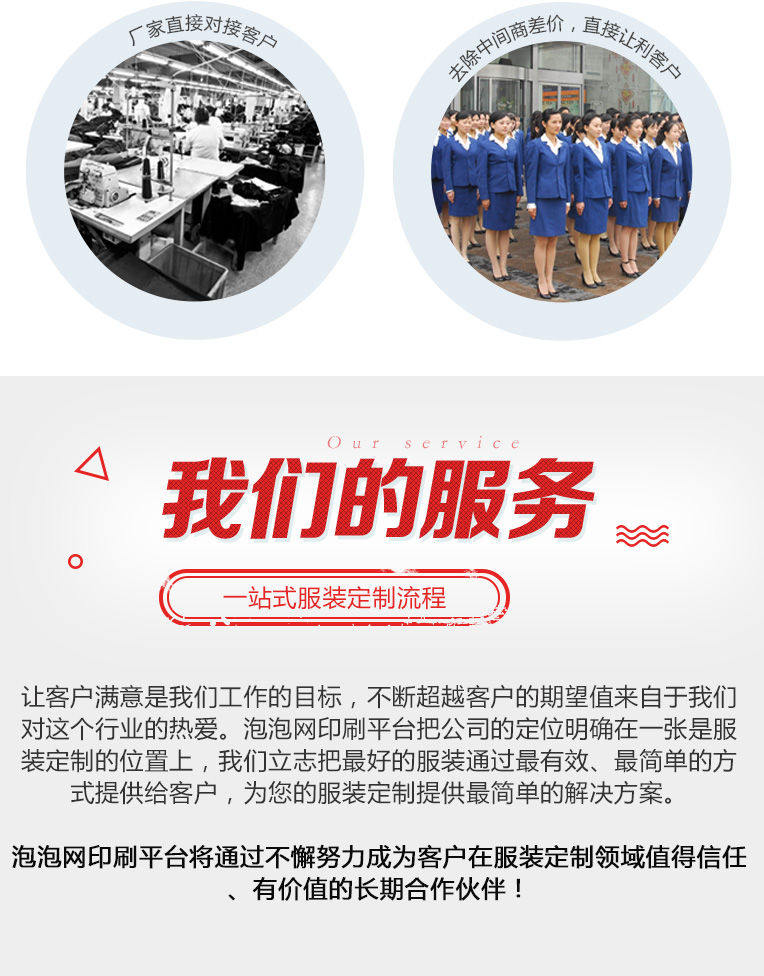 厂家直接对接客户
去除中间商差价，直接让利客户
Our service
我们的服务
一站式服装定制流程
让客户满意是我们工作的目标，不断超越客户的期望值来自于我们
对这个行业的热爱。泡泡网印刷平台把公司的定位明确在一张是服
装定制的位置上，我们立志把最好的服装通过最有效、最简单的方
式提供给客户，为您的服装定制提供最简单的解决方案。
泡泡网印刷平台将通过不懈努力成为客户在服装定制领域值得信任
、有价值的长期合作伙伴！